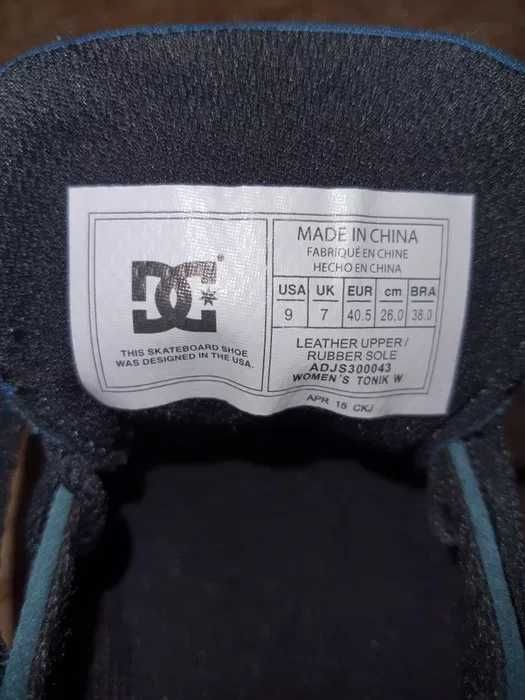 DC
THIS SKATEBOARD SHOE
WAS DESIGNED IN THE USA.
MADE IN CHINA
FABRIQUÉ EN CHINE
HECHO EN CHINA
USA UK EUR cm BRA
9 7 40.5 26.0 38.0
LEATHER UPPER/
RUBBER SOLE
ADJS300043
WOMEN'S TONIK W
APR 15 CKJ